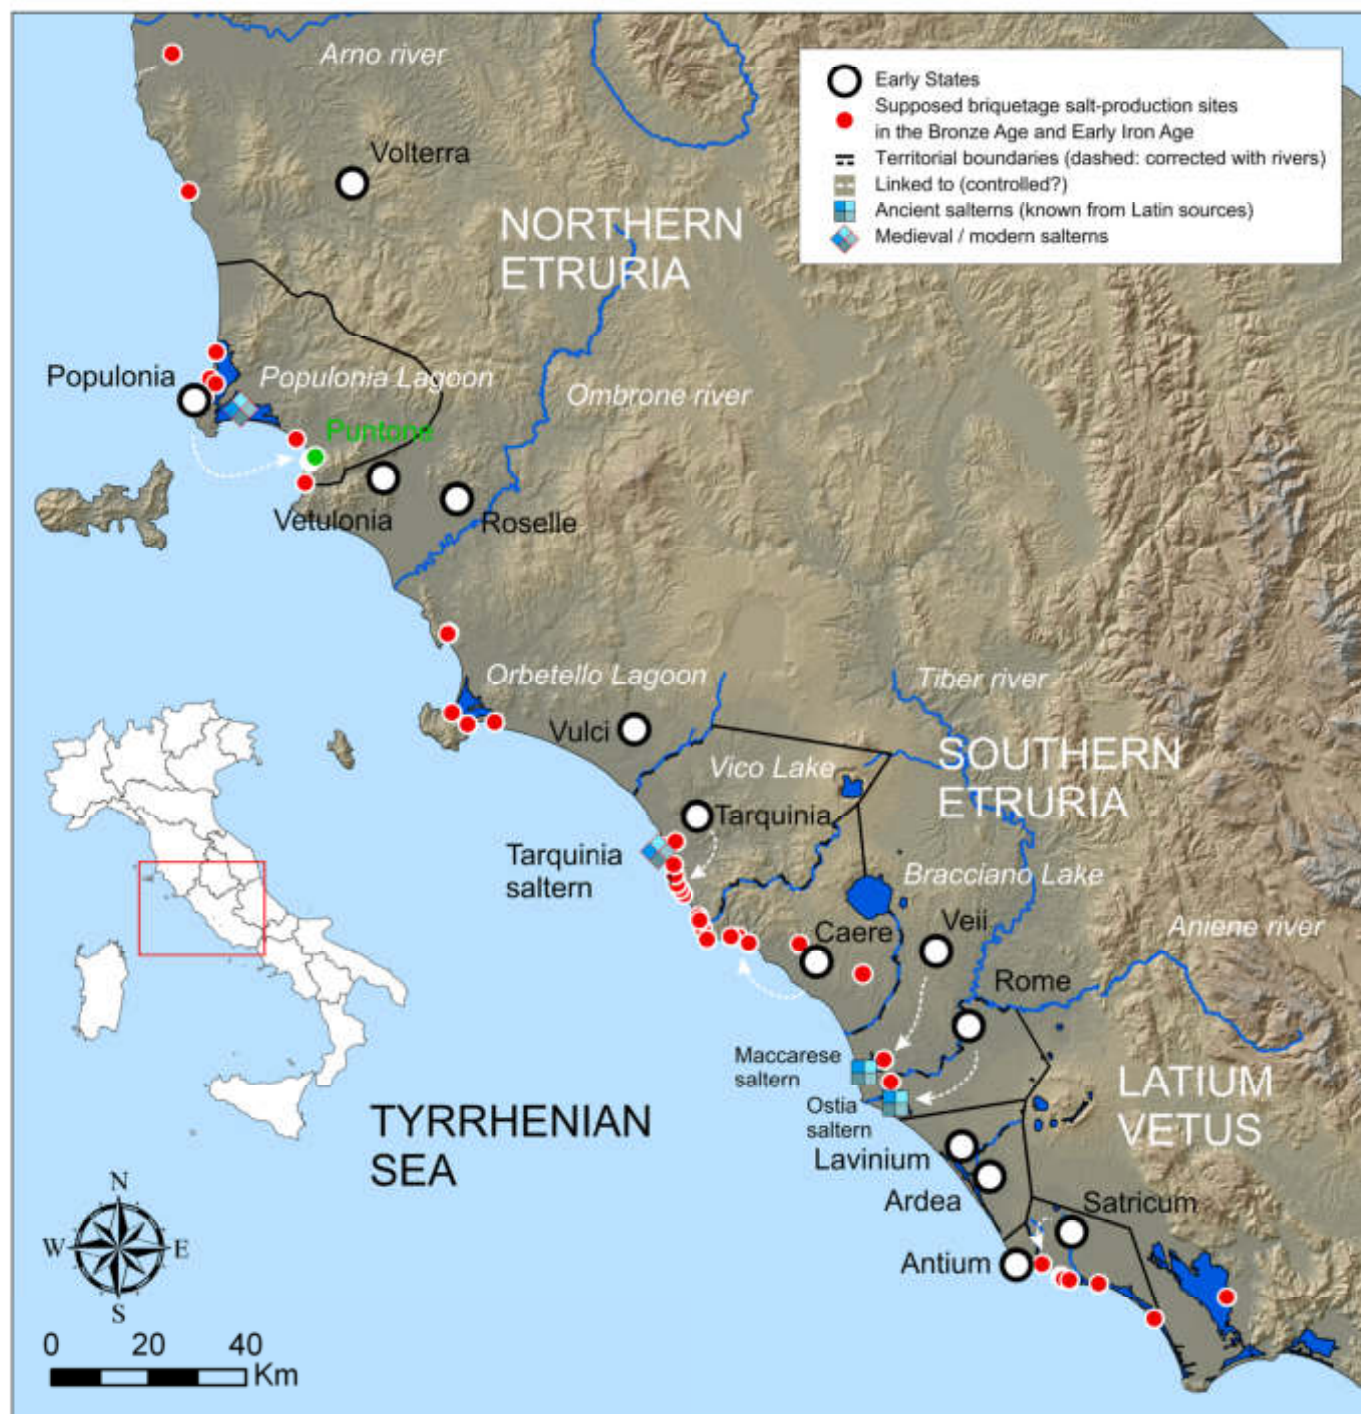 Arno river
Early States
Supposed briquetage salt-production sites
in the Bronze Age and Early Iron Age
Territorial boundaries (dashed: corrected with rivers)
Linked to (controlled?)
Ancient salterns (known from Latin sources)
Medieval / modern salterns
Volterra
NORTHERN
ETRURIA
Populonia
Populonia Lagoon
Ombrone river
Puntone
Vetulonia
Roselle
Orbetello Lagoon
Tiber river
Vulci
Vico Lake
SOUTHERN
ETRURIA
Tarquinia
Tarquinia
saltern
Bracciano Lake
Veii
Caere
Aniene river
Rome
Maccarese
saltern
Ostia
saltern
LATIUM
VETUS
TYRRHENIAN
SEA
Lavinium
Ardea
Satricum
Antium
N
W
E
S
0 20 40
Km